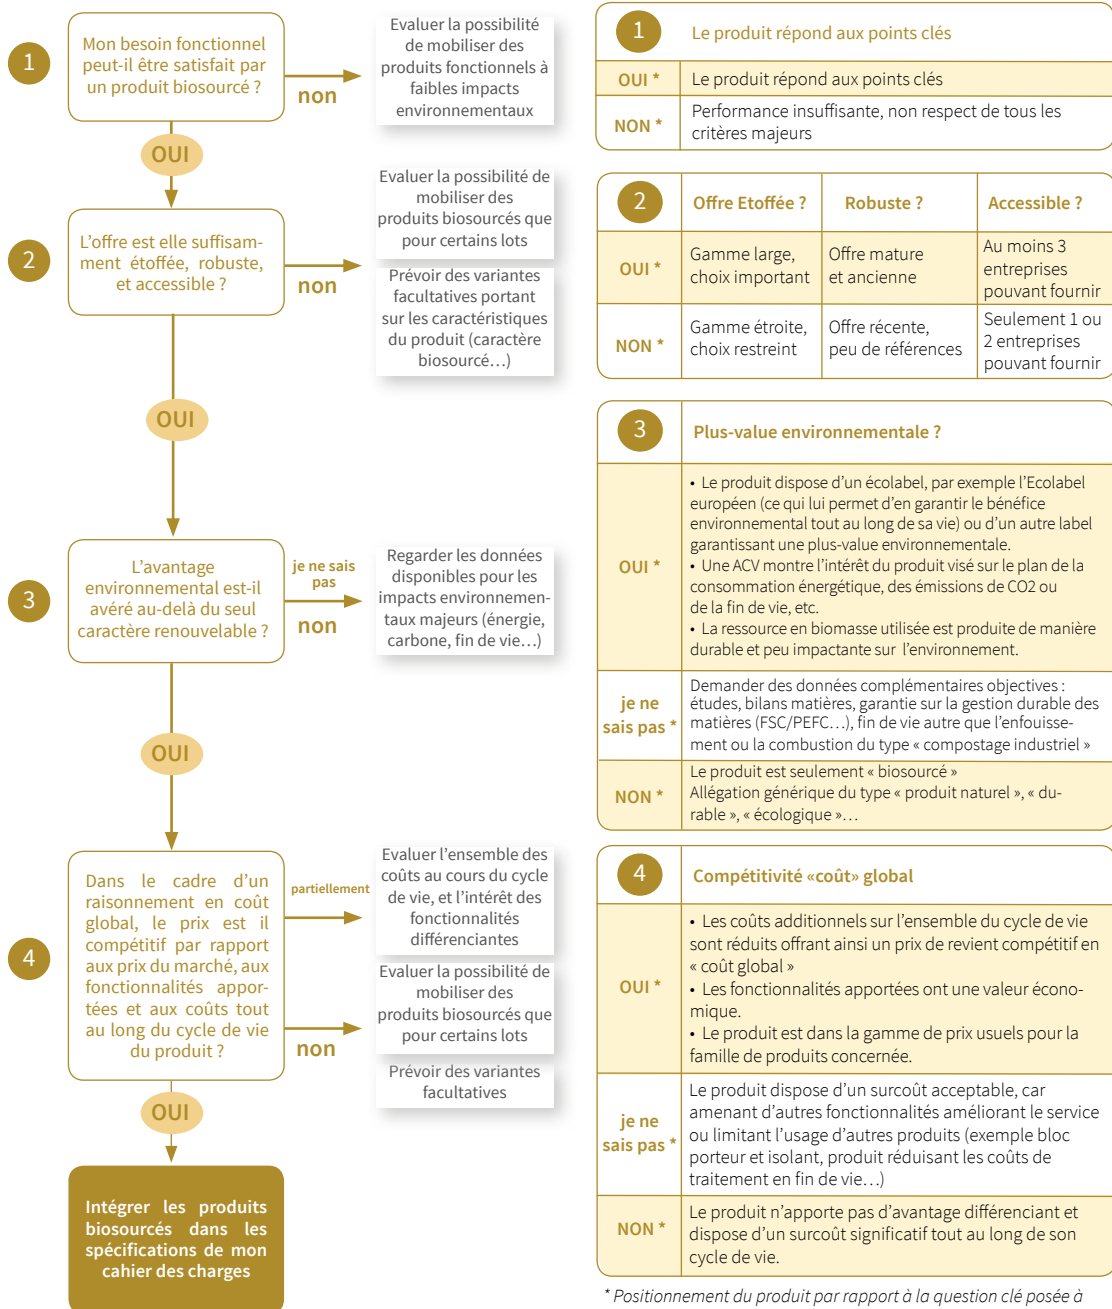 1
Mon besoin fonctionnel
peut-il être satisfait par
un produit biosourcé ?
non
Evaluer la possibilité
de mobiliser des
produits fonctionnels à
faibles impacts
environnementaux
OUI
2
L'offre est elle suffisam-
ment étoffée, robuste,
et accessible ?
non
Evaluer la possibilité de
mobiliser des
produits biosourcés que
pour certains lots
Prévoir des variantes
facultatives portant
sur les caractéristiques
du produit (caractère
biosourcé…)
OUI
3
L'avantage
environnemental est-il
avéré au-delà du seul
caractère renouvelable ?
je ne sais
pas
non
Regarder les données
disponibles pour les
impacts environnemen-
taux majeurs (énergie,
carbone, fin de vie…)
OUI
4
Dans le cadre d'un
raisonnement en coût
global, le prix est il
compétitif par rapport
aux prix du marché, aux
fonctionnalités appor-
tées et aux coûts tout
au long du cycle de vie
du produit ?
partiellement
Evaluer l'ensemble des
coûts au cours du cycle
de vie, et l'intérêt des
fonctionnalités
différenciantes
non
Evaluer la possibilité de
mobiliser des
produits biosourcés que
pour certains lots
Prévoir des variantes
facultatives
OUI
Intégrer les produits
biosourcés dans les
spécifications de mon
cahier des charges
1
Le produit répond aux points clés
OUI *
Le produit répond aux points clés
NON *
Performance insuffisante, non respect de tous les
critères majeurs
2
Offre Etoffée ?
Robuste ?
Accessible ?
OUI *
Gamme large,
choix important
Offre mature
et ancienne
Au moins 3
entreprises
pouvant fournir
NON *
Gamme étroite,
choix restreint
Offre récente,
peu de références
Seulement 1 ou
2 entreprises
pouvant fournir
3
Plus-value environnementale ?
OUI *
• Le produit dispose d'un écolabel, par exemple l'Ecolabel
européen (ce qui lui permet d'en garantir le bénéfice
environnemental tout au long de sa vie) ou d'un autre label
garantissant une plus-value environnementale.
• Une ACV montre l'intérêt du produit visé sur le plan de la
consommation énergétique, des émissions de CO2 ou
de la fin de vie, etc.
• La ressource en biomasse utilisée est produite de manière
durable et peu impactante sur l'environnement.
je ne
sais pas *
Demander des données complémentaires objectives :
études, bilans matières, garantie sur la gestion durable des
matières (FSC/PEFC…), fin de vie autre que l'enfouisse-
ment ou la combustion du type « compostage industriel »
NON *
Le produit est seulement « biosourcé »
Allégation générique du type « produit naturel », « du-
rable », « écologique »…
4
Compétitivité «coût» global
OUI *
• Les coûts additionnels sur l'ensemble du cycle de vie
sont réduits offrant ainsi un prix de revient compétitif en
« coût global »
• Les fonctionnalités apportées ont une valeur écono-
mique.
• Le produit est dans la gamme de prix usuels pour la
famille de produits concernée.
je ne
sais pas *
Le produit dispose d'un surcoût acceptable, car
amenant d'autres fonctionnalités améliorant le service
ou limitant l'usage d'autres produits (exemple bloc
porteur et isolant, produit réduisant les coûts de
traitement en fin de vie…)
NON *
Le produit n'apporte pas d'avantage différenciant et
dispose d'un surcoût significatif tout au long de son
cycle de vie.
* Positionnement du produit par rapport à la question clé posée à